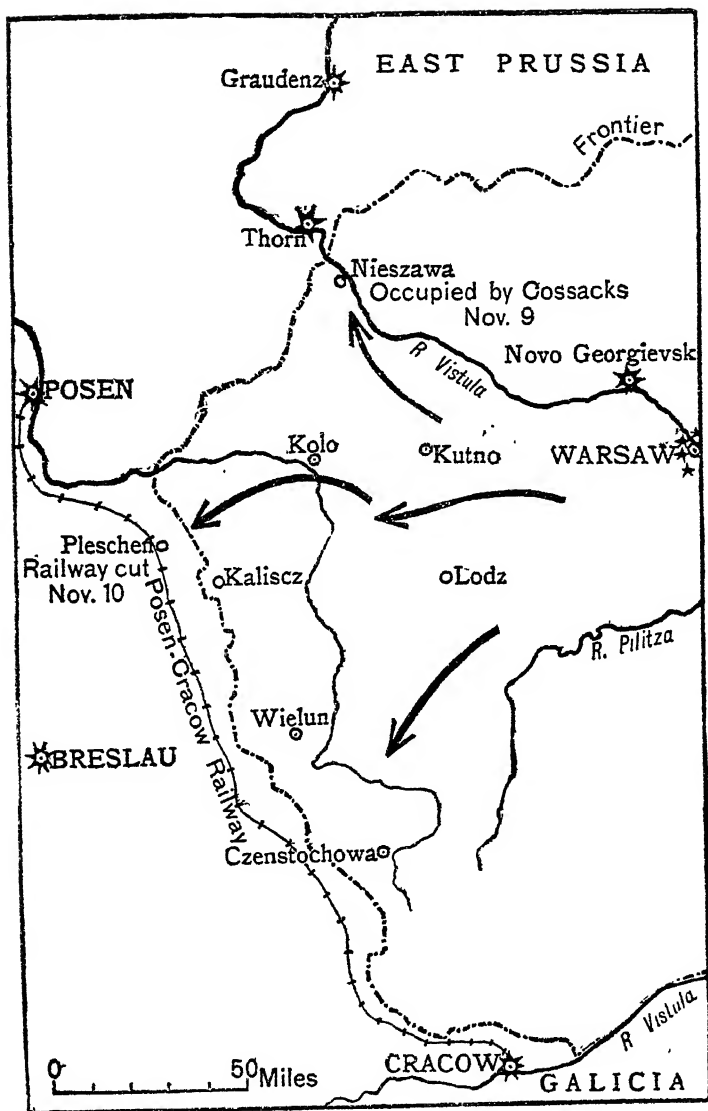 EAST PRUSSIA
Graudenz
Frontier
Thorn
Nieszawa
Occupied by Cossacks
Nov. 9
R Vistula
Novo Georgievsk
POSEN
Kolo
Kutno
WARSAW
Pleschen
Railway cut
Nov. 10
Kaliscz
Lodz
Posen-Cracow Railway
R. Pilitza
Wielun
BRESLAU
Czenstochowa
R Vistula
CRACOW
GALICIA
0 50 Miles